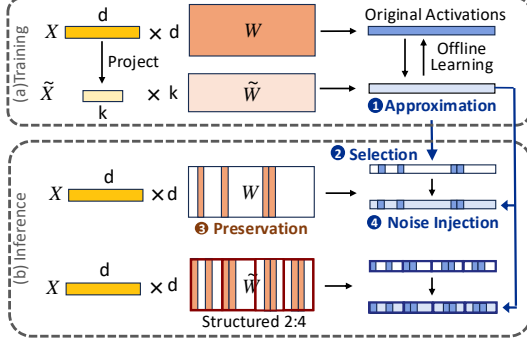 (a)Training
X d × d W Original Activations
Project
Offline
Learning
X̃ k × k W̃
❶Approximation
(b) Inference
❷ Selection
X d × d W
❸ Preservation
❹ Noise Injection
X d × d W̃
Structured 2:4